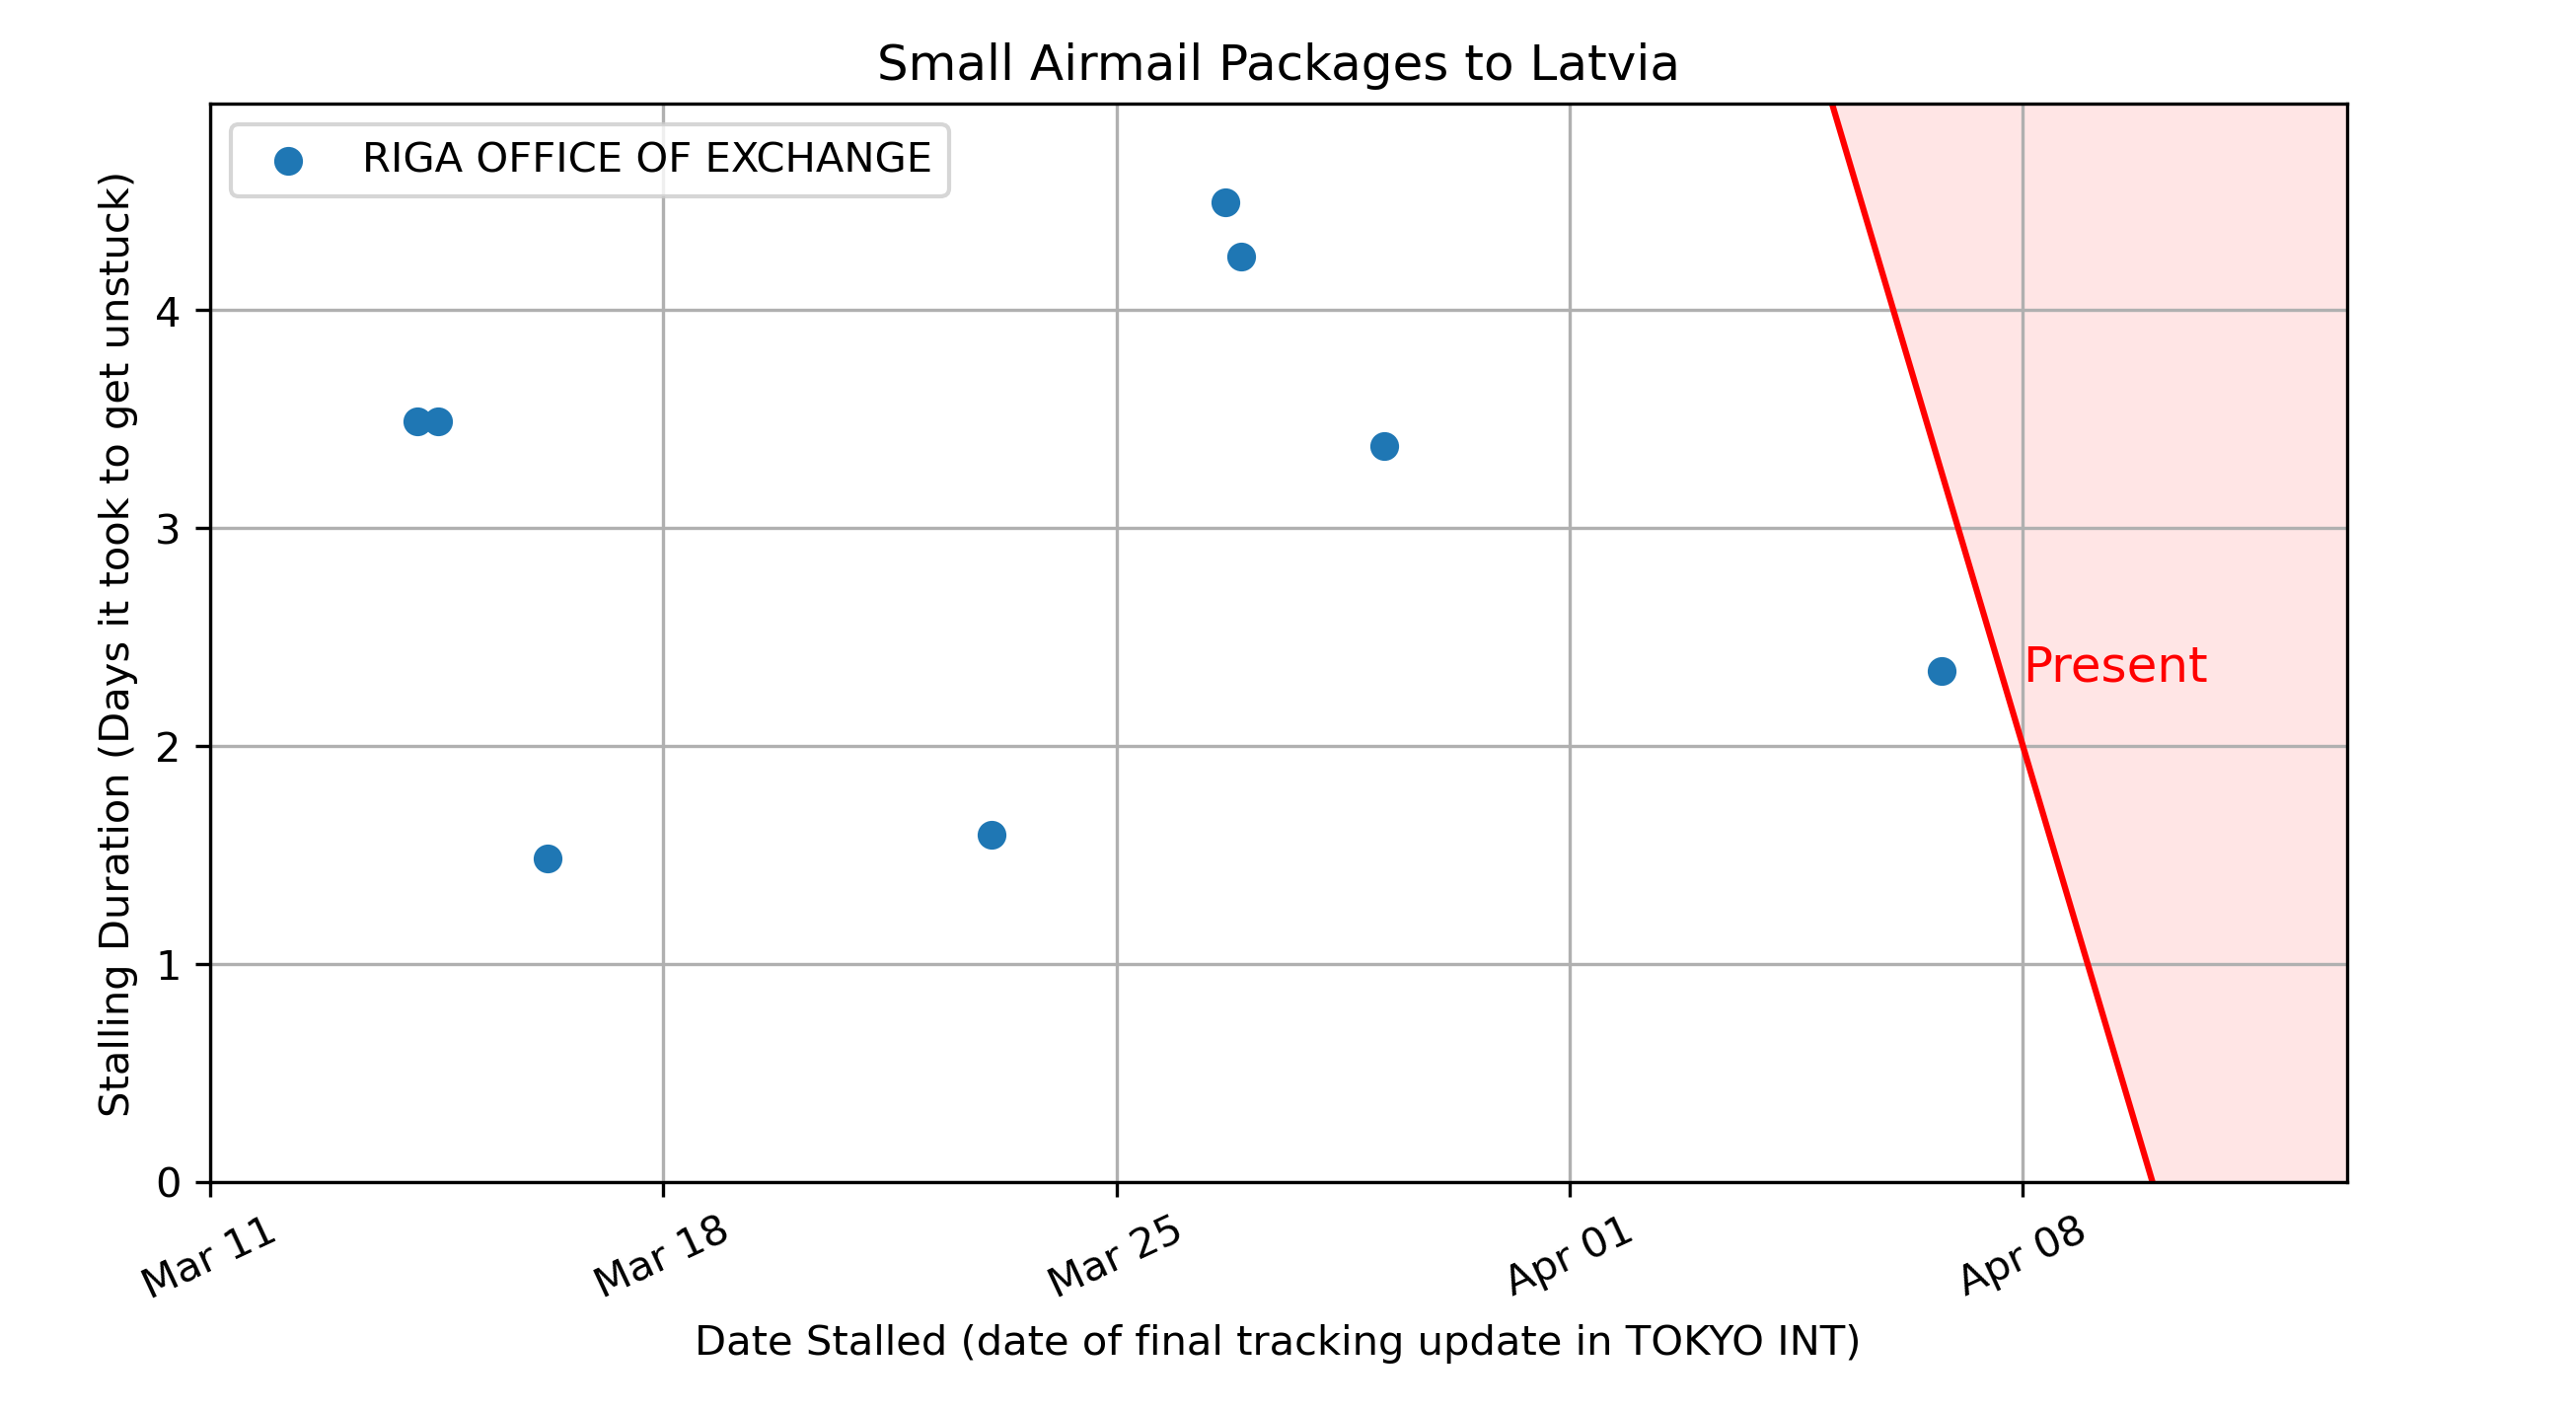 Small Airmail Packages to Latvia
RIGA OFFICE OF EXCHANGE
Stalling Duration (Days it took to get unstuck)
4
3
2
1
0
Present
Mar 11
Mar 18
Mar 25
Apr 01
Apr 08
Date Stalled (date of final tracking update in TOKYO INT)